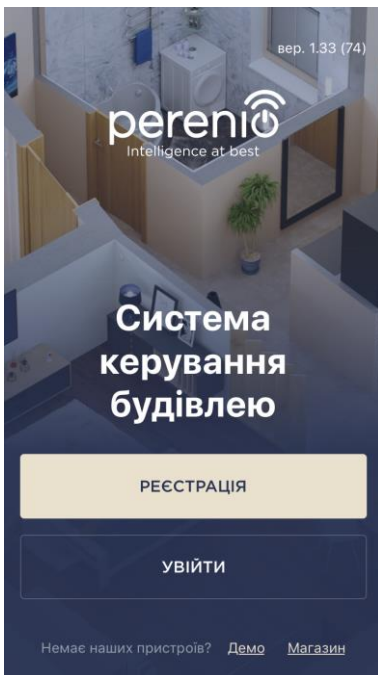 вер. 1.33 (74)
perenio
Intelligence at best
Система
керування
будівлею
РЕЄСТРАЦІЯ
УВІЙТИ
Немає наших пристроїв? Демо Магазин